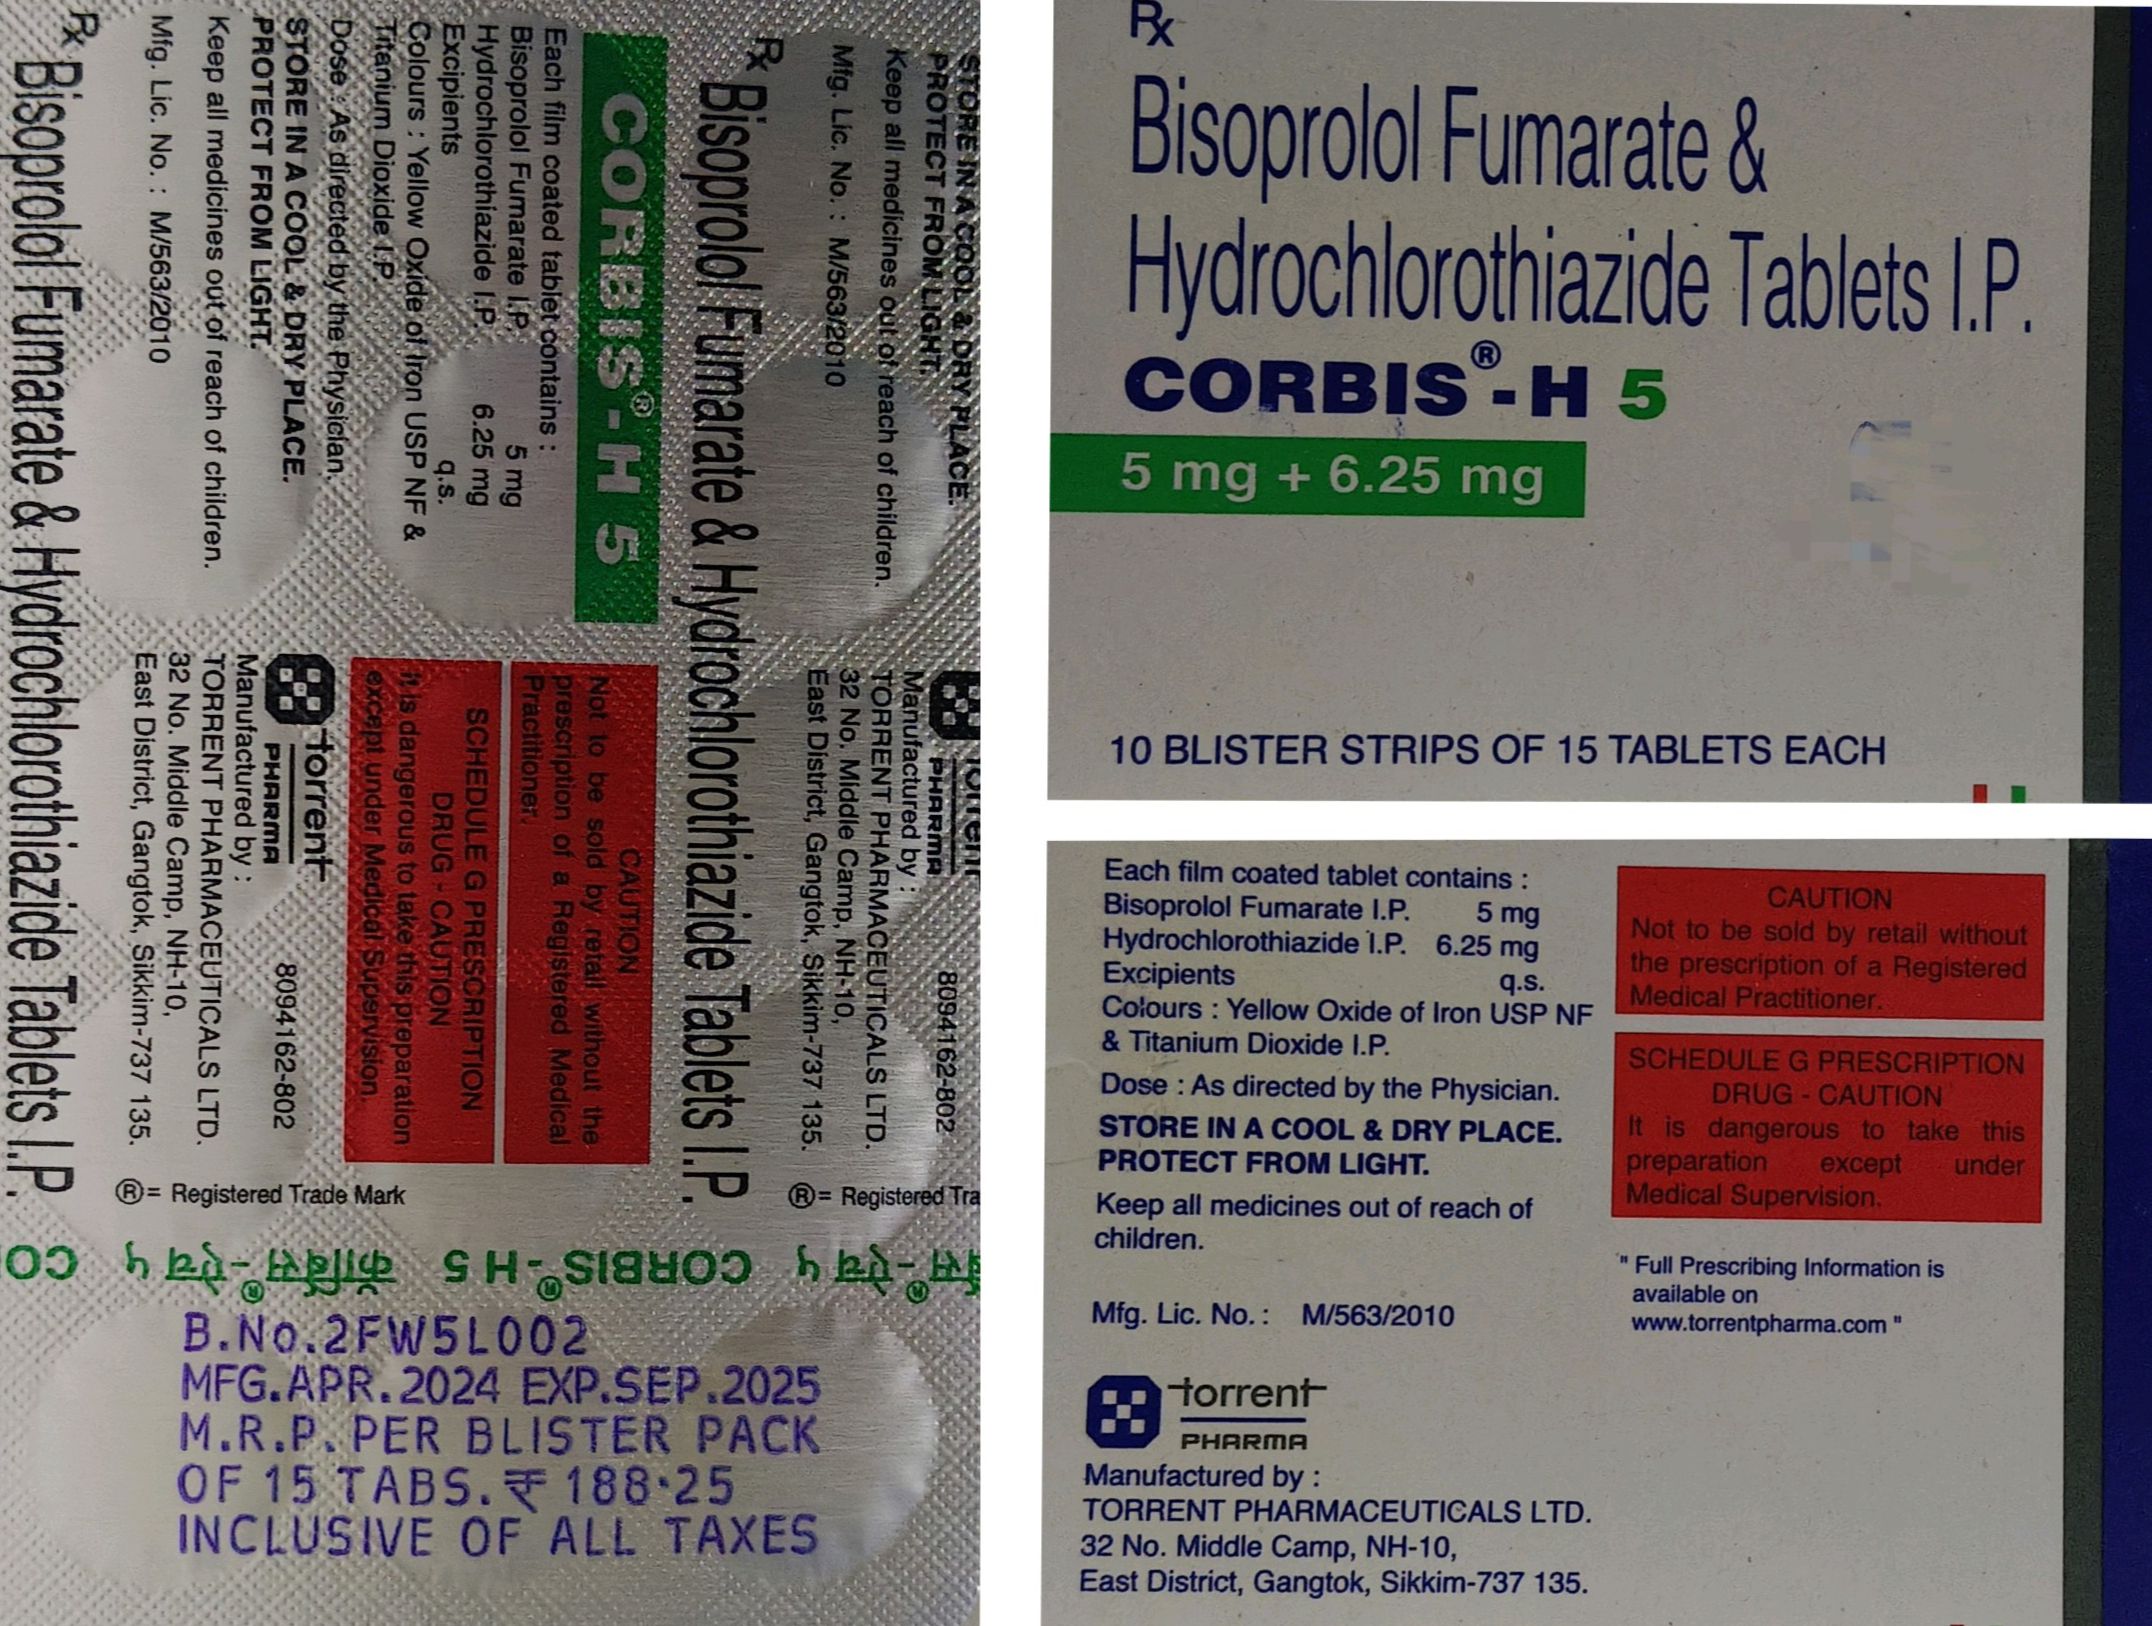 STORE IN A COOL & DRY PLACE.
PROTECT FROM LIGHT.
Keep all medicines out of reach of children.
Mfg. Lic. No. : M/563/2010
torrent
PHARMA
8094162-802
Manufactured by :
TORRENT PHARMACEUTICALS LTD.
32 No. Middle Camp, NH-10,
East District, Gangtok, Sikkim-737 135.
® = Registered Tra
Rx
Bisoprolol Fumarate & Hydrochlorothiazide Tablets I.P.
CORBIS®-H 5
Each film coated tablet contains :
Bisoprolol Fumarate I.P. 5 mg
Hydrochlorothiazide I.P. 6.25 mg
Excipients q.s.
Colours : Yellow Oxide of Iron USP NF &
Titanium Dioxide I.P.
Dose : As directed by the Physician.
STORE IN A COOL & DRY PLACE.
PROTECT FROM LIGHT.
Keep all medicines out of reach of children.
Mfg. Lic. No. : M/563/2010
CAUTION
Not to be sold by retail without the
prescription of a Registered Medical
Practitioner.
SCHEDULE G PRESCRIPTION
DRUG - CAUTION
It is dangerous to take this preparation
except under Medical Supervision
torrent
PHARMA
8094162-802
Manufactured by :
TORRENT PHARMACEUTICALS LTD.
32 No. Middle Camp, NH-10,
East District, Gangtok, Sikkim-737 135.
® = Registered Trade Mark
Rx
Bisoprolol Fumarate & Hydrochlorothiazide Tablets I.P.
कॉर्बिस®-एच ५ CORBIS®-H 5 कॉर्बिस®-एच ५ CO
B.No.2FW5L002
MFG.APR.2024 EXP.SEP.2025
M.R.P. PER BLISTER PACK
OF 15 TABS. ₹ 188.25
INCLUSIVE OF ALL TAXES
Rx
Bisoprolol Fumarate &
Hydrochlorothiazide Tablets I.P.
CORBIS®-H 5
5 mg + 6.25 mg
10 BLISTER STRIPS OF 15 TABLETS EACH
Each film coated tablet contains :
Bisoprolol Fumarate I.P. 5 mg
Hydrochlorothiazide I.P. 6.25 mg
Excipients q.s.
Colours : Yellow Oxide of Iron USP NF
& Titanium Dioxide I.P.
Dose : As directed by the Physician.
STORE IN A COOL & DRY PLACE.
PROTECT FROM LIGHT.
Keep all medicines out of reach of
children.
Mfg. Lic. No. : M/563/2010
torrent
PHARMA
Manufactured by :
TORRENT PHARMACEUTICALS LTD.
32 No. Middle Camp, NH-10,
East District, Gangtok, Sikkim-737 135.
CAUTION
Not to be sold by retail without
the prescription of a Registered
Medical Practitioner.
SCHEDULE G PRESCRIPTION
DRUG - CAUTION
It is dangerous to take this
preparation except under
Medical Supervision.
" Full Prescribing Information is
available on
www.torrentpharma.com "